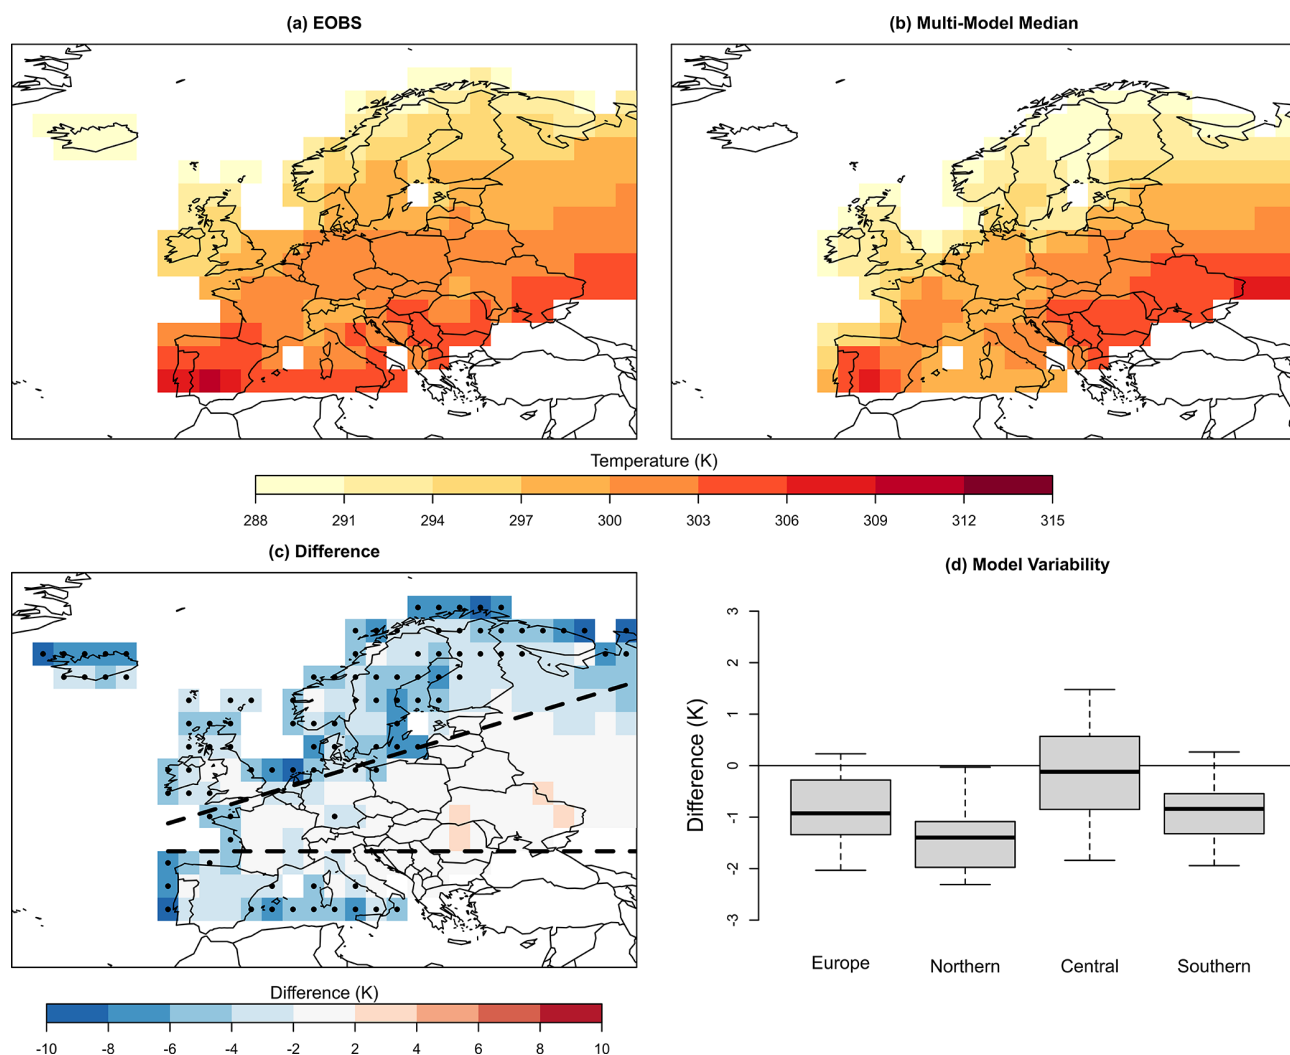 (a) EOBS
(b) Multi-Model Median
Temperature (K)
288 291 294 297 300 303 306 309 312 315
(c) Difference
(d) Model Variability
Difference (K)
3
2
1
0
-1
-2
-3
Europe Northern Central Southern
Difference (K)
-10 -8 -6 -4 -2 2 4 6 8 10